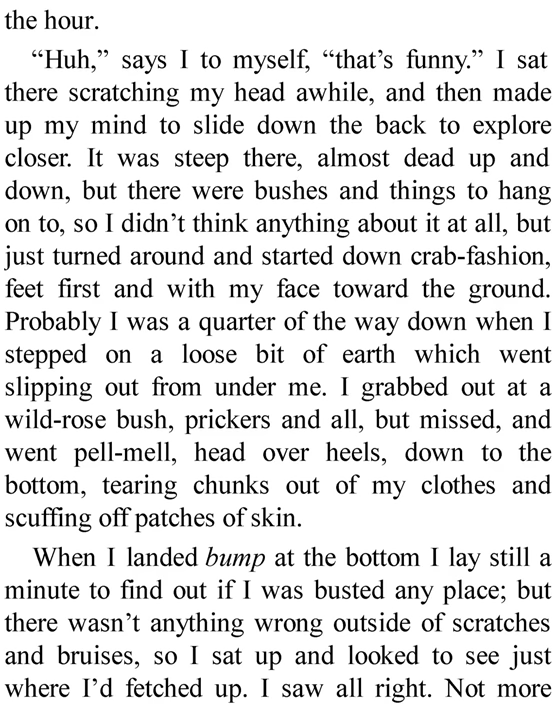 the hour.
“Huh,” says I to myself, “that’s funny.” I sat
there scratching my head awhile, and then made
up my mind to slide down the back to explore
closer. It was steep there, almost dead up and
down, but there were bushes and things to hang
on to, so I didn’t think anything about it at all, but
just turned around and started down crab-fashion,
feet first and with my face toward the ground.
Probably I was a quarter of the way down when I
stepped on a loose bit of earth which went
slipping out from under me. I grabbed out at a
wild-rose bush, prickers and all, but missed, and
went pell-mell, head over heels, down to the
bottom, tearing chunks out of my clothes and
scuffing off patches of skin.
When I landed bump at the bottom I lay still a
minute to find out if I was busted any place; but
there wasn’t anything wrong outside of scratches
and bruises, so I sat up and looked to see just
where I’d fetched up. I saw all right. Not more